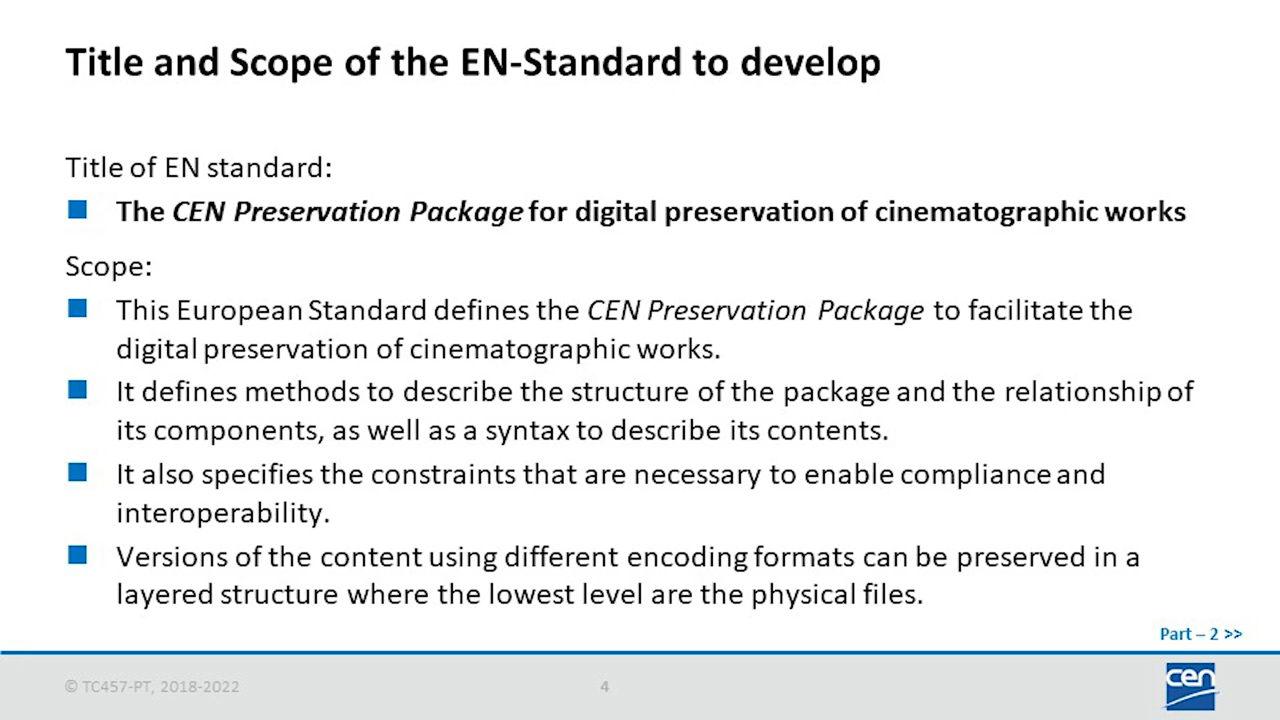 Title and Scope of the EN-Standard to develop
Title of EN standard:
The CEN Preservation Package for digital preservation of cinematographic works
Scope:
This European Standard defines the CEN Preservation Package to facilitate the
digital preservation of cinematographic works.
It defines methods to describe the structure of the package and the relationship of
its components, as well as a syntax to describe its contents.
It also specifies the constraints that are necessary to enable compliance and
interoperability.
Versions of the content using different encoding formats can be preserved in a
layered structure where the lowest level are the physical files.
Part – 2 >>
© TC457-PT, 2018-2022
4
cen